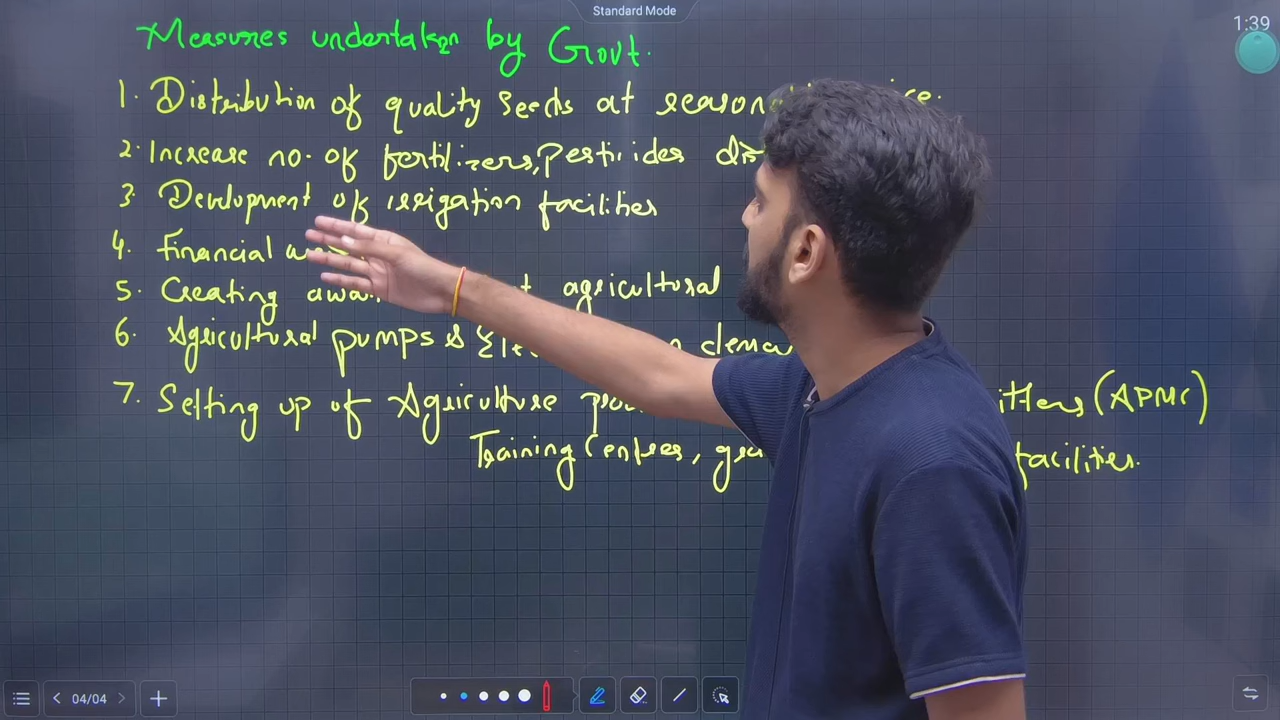 Standard Mode
1:39
Measures undertaken by Govt.
1. Distribution of quality seeds at
2. Increase no. of fertilizers, Pesticides
3. Development of irrigation facilities
4. Financial
5. Creating agricultural
6. Agricultural pumps &
7. Setting up of Agriculture (APMC)
Training Centres, facilities.
04/04